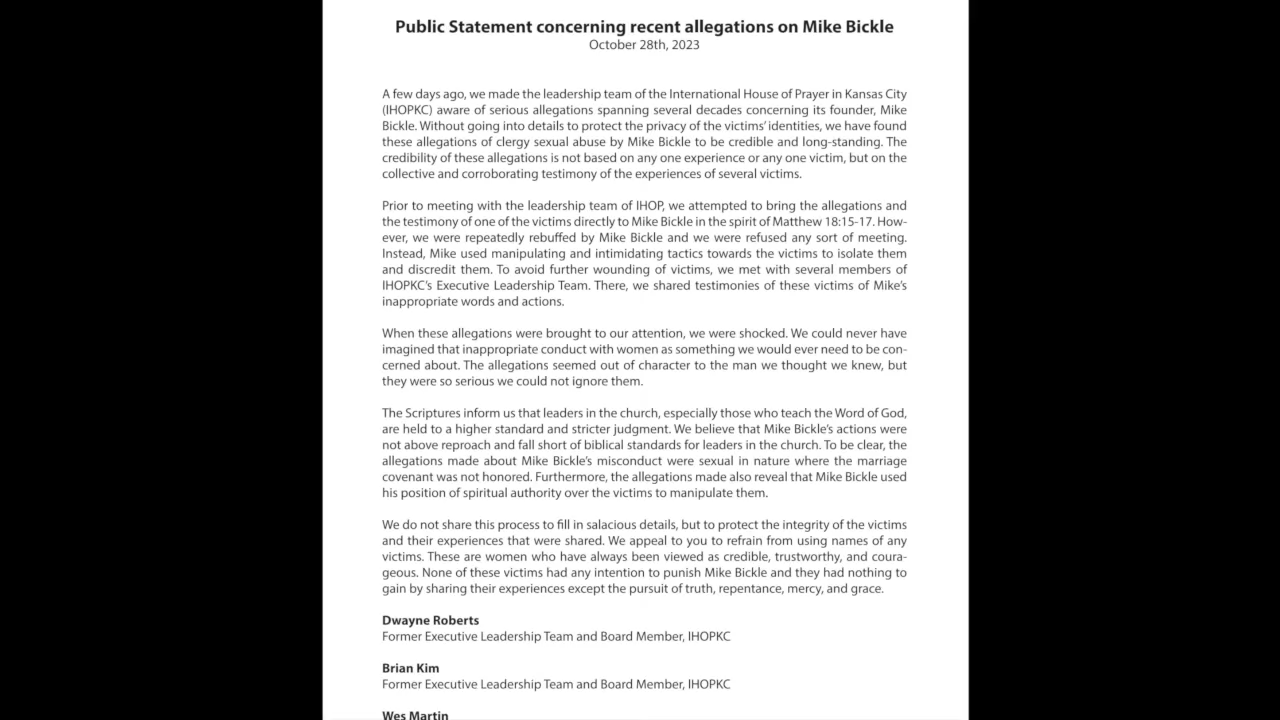 Public Statement concerning recent allegations on Mike Bickle
October 28th, 2023
A few days ago, we made the leadership team of the International House of Prayer in Kansas City
(IHOPKC) aware of serious allegations spanning several decades concerning its founder, Mike
Bickle. Without going into details to protect the privacy of the victims' identities, we have found
these allegations of clergy sexual abuse by Mike Bickle to be credible and long-standing. The
credibility of these allegations is not based on any one experience or any one victim, but on the
collective and corroborating testimony of the experiences of several victims.
Prior to meeting with the leadership team of IHOP, we attempted to bring the allegations and
the testimony of one of the victims directly to Mike Bickle in the spirit of Matthew 18:15-17. How-
ever, we were repeatedly rebuffed by Mike Bickle and we were refused any sort of meeting.
Instead, Mike used manipulating and intimidating tactics towards the victims to isolate them
and discredit them. To avoid further wounding of victims, we met with several members of
IHOPKC's Executive Leadership Team. There, we shared testimonies of these victims of Mike's
inappropriate words and actions.
When these allegations were brought to our attention, we were shocked. We could never have
imagined that inappropriate conduct with women as something we would ever need to be con-
cerned about. The allegations seemed out of character to the man we thought we knew, but
they were so serious we could not ignore them.
The Scriptures inform us that leaders in the church, especially those who teach the Word of God,
are held to a higher standard and stricter judgment. We believe that Mike Bickle's actions were
not above reproach and fall short of biblical standards for leaders in the church. To be clear, the
allegations made about Mike Bickle's misconduct were sexual in nature where the marriage
covenant was not honored. Furthermore, the allegations made also reveal that Mike Bickle used
his position of spiritual authority over the victims to manipulate them.
We do not share this process to fill in salacious details, but to protect the integrity of the victims
and their experiences that were shared. We appeal to you to refrain from using names of any
victims. These are women who have always been viewed as credible, trustworthy, and coura-
geous. None of these victims had any intention to punish Mike Bickle and they had nothing to
gain by sharing their experiences except the pursuit of truth, repentance, mercy, and grace.
Dwayne Roberts
Former Executive Leadership Team and Board Member, IHOPKC
Brian Kim
Former Executive Leadership Team and Board Member, IHOPKC
Wes Martin